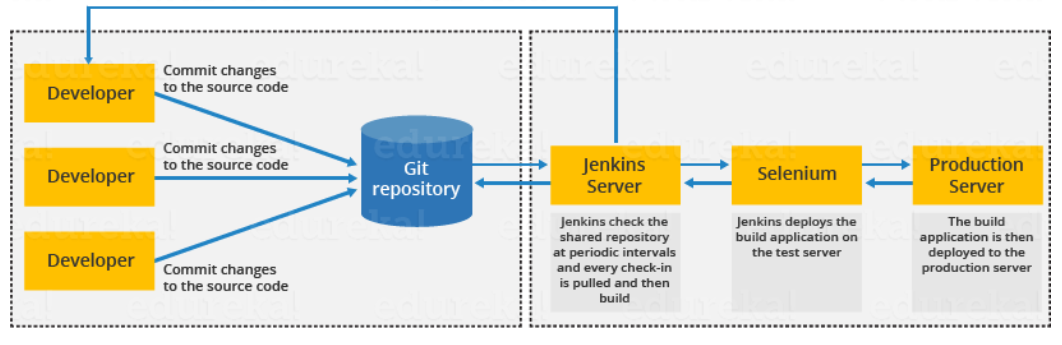 Developer
Commit changes
to the source code
Developer
Commit changes
to the source code
Developer
Commit changes
to the source code
Git
repository
Jenkins
Server
Jenkins check the
shared repository
at periodic intervals
and every check-in
is pulled and then
build
Selenium
Jenkins deploys the
build application on
the test server
Production
Server
The build
application is then
deployed to the
production server
edureka!
edureka!
edureka!
edureka!